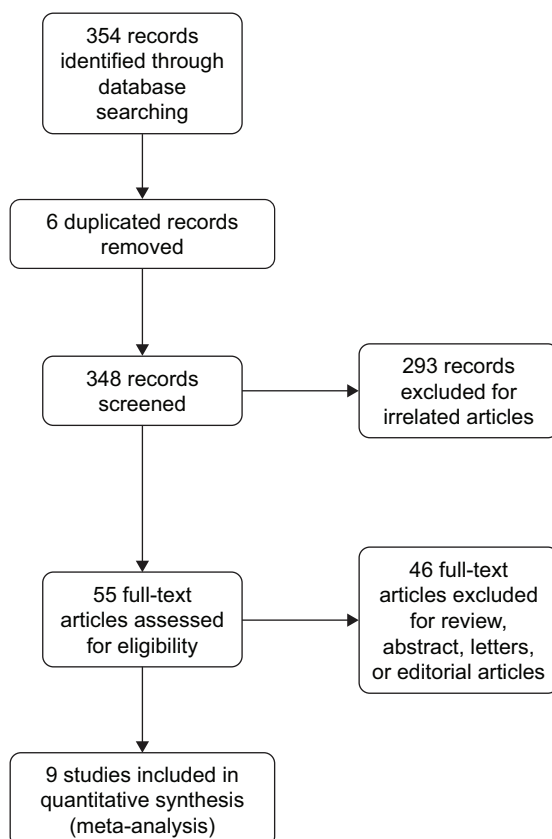 354 records
identified through
database
searching
6 duplicated records
removed
348 records
screened
293 records
excluded for
irrelated articles
55 full-text
articles assessed
for eligibility
46 full-text
articles excluded
for review,
abstract, letters,
or editorial articles
9 studies included in
quantitative synthesis
(meta-analysis)